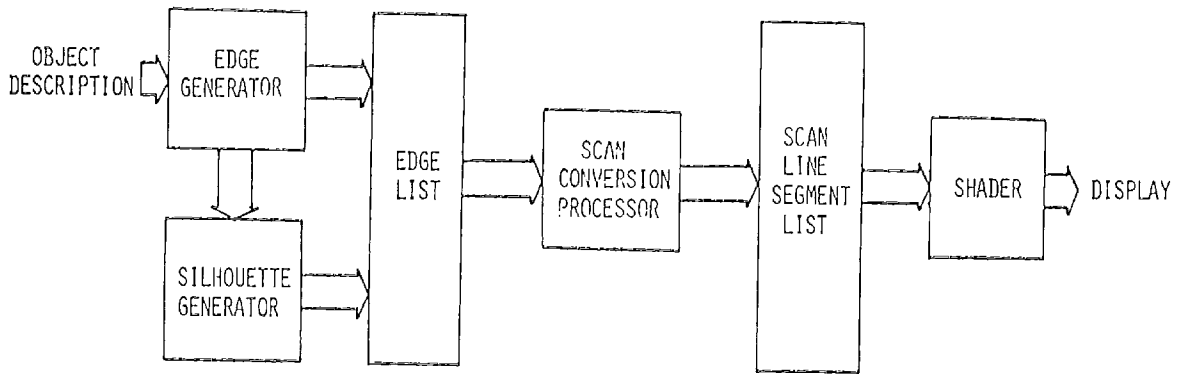 OBJECT
DESCRIPTION
EDGE
GENERATOR
SILHOUETTE
GENERATOR
EDGE
LIST
SCAN
CONVERSION
PROCESSOR
SCAN
LINE
SEGMENT
LIST
SHADER
DISPLAY